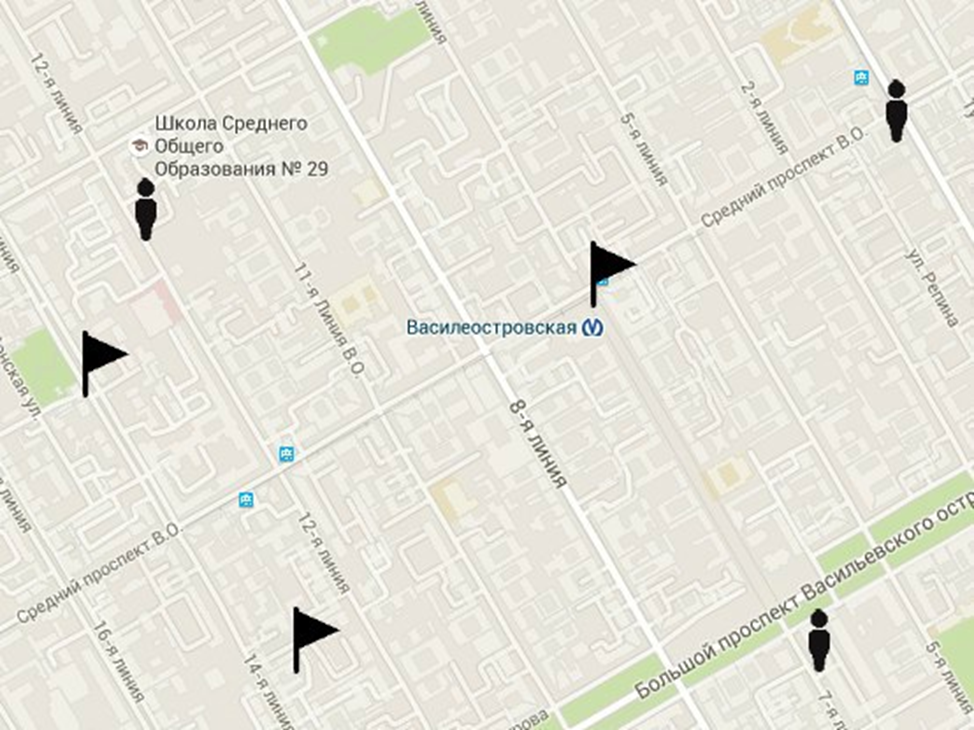 линия
12-я линия
Школа Среднего
Общего
Образования № 29
5-я линия
2-я линия
Средний проспект В.О.
ул. Репина
11-я Линия В.О.
Василеостровская
8-я линия
линия
12-я линия
Средний проспект В.О.
16-я линия
14-я линия
Большой проспект Васильевского остр
5-я линия
7-я л